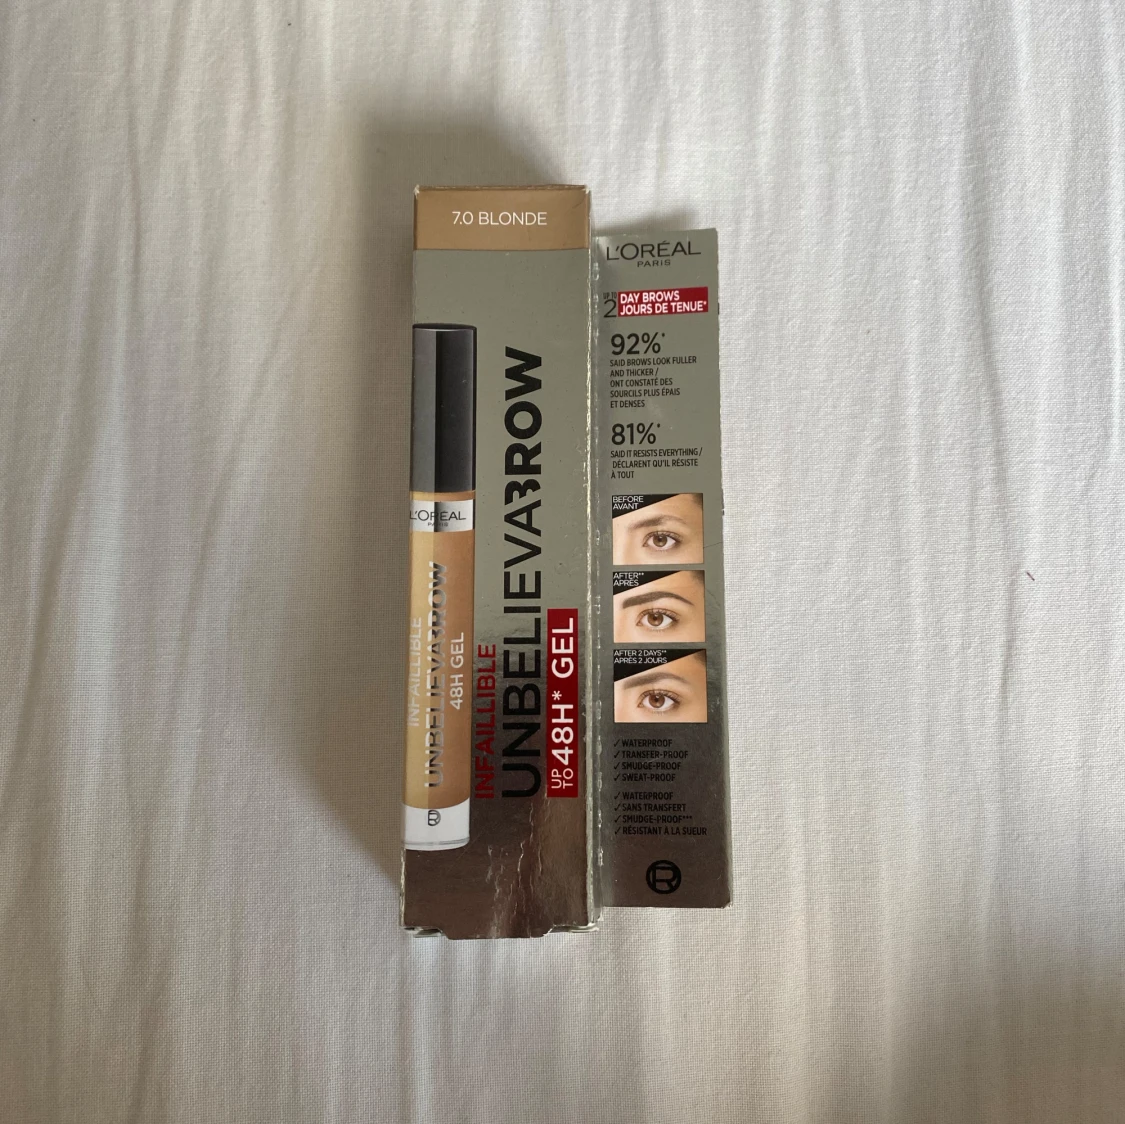 7.0 BLONDE
L'ORÉAL
PARIS
INFAILLIBLE
UNBELIEVABROW
48H GEL
INFAILLIBLE
UNBELIEVABROW
UP TO 48H* GEL
L'ORÉAL
PARIS
UP TO
2 DAY BROWS
JOURS DE TENUE*
92%*
SAID BROWS LOOK FULLER
AND THICKER /
ONT CONSTATÉ DES
SOURCILS PLUS ÉPAIS
ET DENSES
81%*
SAID IT RESISTS EVERYTHING /
DÉCLARENT QU'IL RÉSISTE
À TOUT
BEFORE
AVANT
AFTER**
APRÈS
AFTER 2 DAYS**
APRÈS 2 JOURS
✓ WATERPROOF
✓ TRANSFER-PROOF
✓ SMUDGE-PROOF
✓ SWEAT-PROOF
✓ WATERPROOF
✓ SANS TRANSFERT
✓ SMUDGE-PROOF***
✓ RÉSISTANT À LA SUEUR